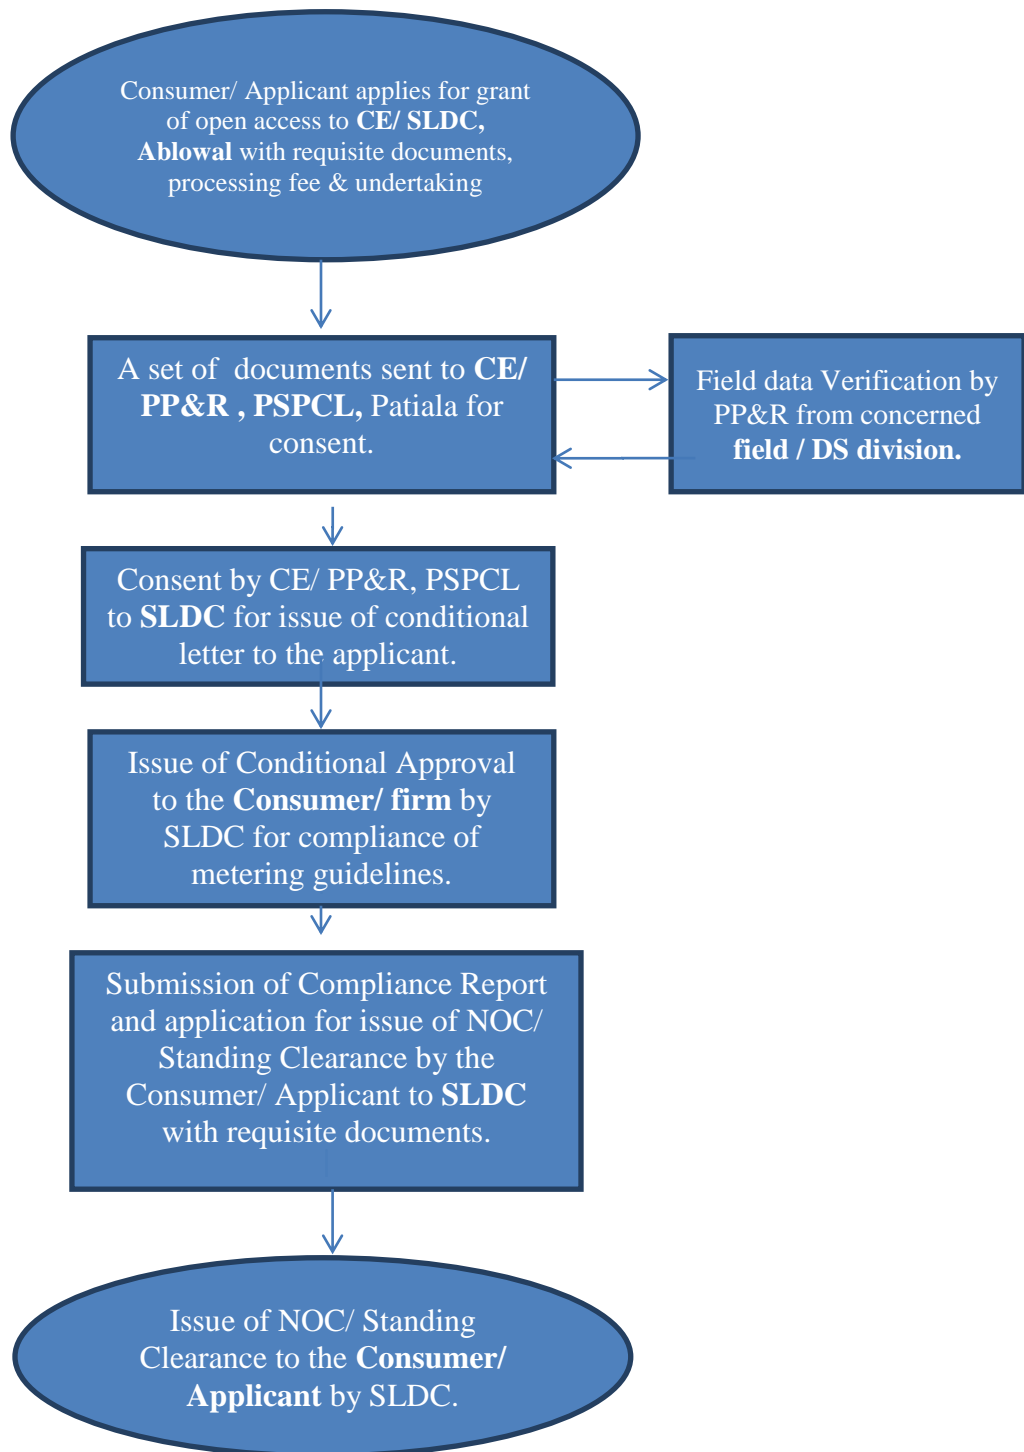 Consumer/ Applicant applies for grant
of open access to CE/ SLDC,
Ablowal with requisite documents,
processing fee & undertaking
A set of documents sent to CE/
PP&R , PSPCL, Patiala for
consent.
Field data Verification by
PP&R from concerned
field / DS division.
Consent by CE/ PP&R, PSPCL
to SLDC for issue of conditional
letter to the applicant.
Issue of Conditional Approval
to the Consumer/ firm by
SLDC for compliance of
metering guidelines.
Submission of Compliance Report
and application for issue of NOC/
Standing Clearance by the
Consumer/ Applicant to SLDC
with requisite documents.
Issue of NOC/ Standing
Clearance to the Consumer/
Applicant by SLDC.